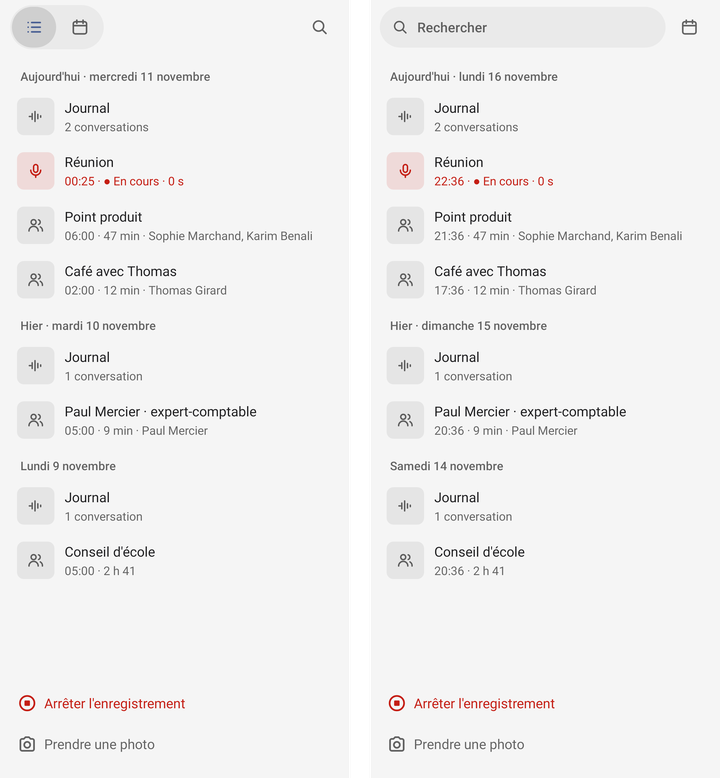 Aujourd'hui · mercredi 11 novembre
Journal
2 conversations
Réunion
00:25 · ● En cours · 0 s
Point produit
06:00 · 47 min · Sophie Marchand, Karim Benali
Café avec Thomas
02:00 · 12 min · Thomas Girard
Hier · mardi 10 novembre
Journal
1 conversation
Paul Mercier · expert-comptable
05:00 · 9 min · Paul Mercier
Lundi 9 novembre
Journal
1 conversation
Conseil d'école
05:00 · 2 h 41
Arrêter l'enregistrement
Prendre une photo
Rechercher
Aujourd'hui · lundi 16 novembre
Journal
2 conversations
Réunion
22:36 · ● En cours · 0 s
Point produit
21:36 · 47 min · Sophie Marchand, Karim Benali
Café avec Thomas
17:36 · 12 min · Thomas Girard
Hier · dimanche 15 novembre
Journal
1 conversation
Paul Mercier · expert-comptable
20:36 · 9 min · Paul Mercier
Samedi 14 novembre
Journal
1 conversation
Conseil d'école
20:36 · 2 h 41
Arrêter l'enregistrement
Prendre une photo